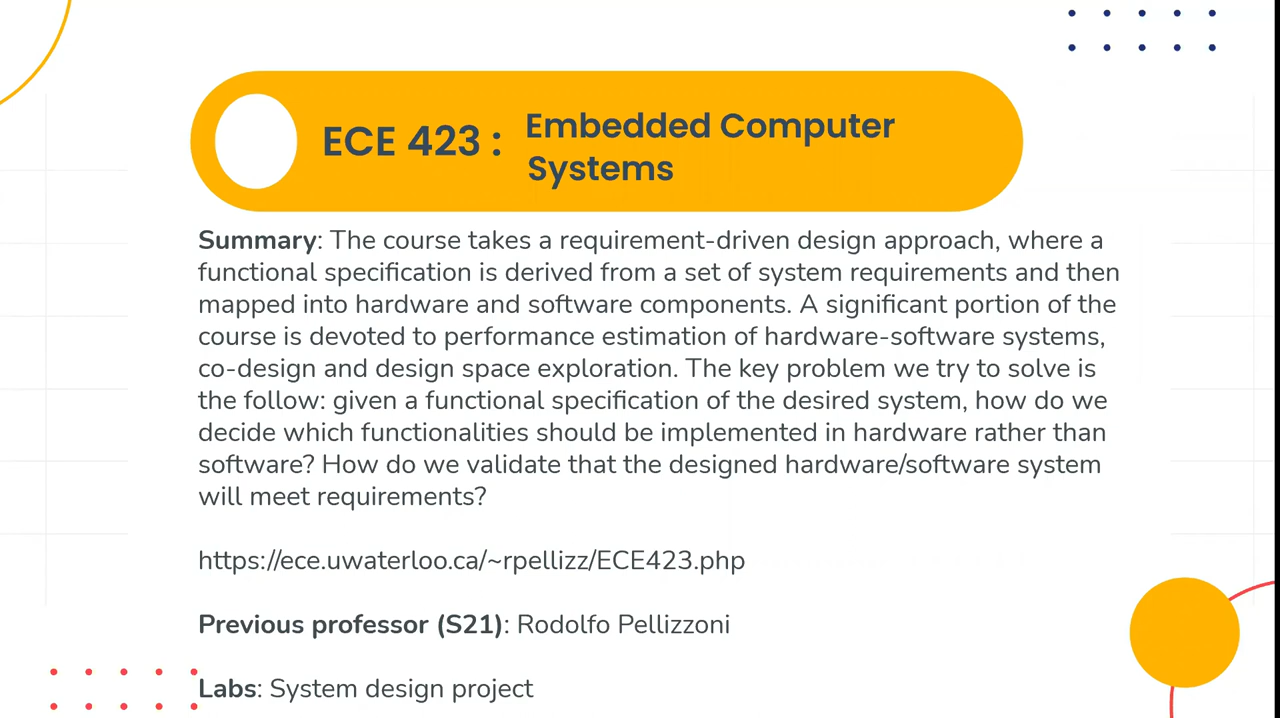 ECE 423 :
Embedded Computer
Systems
Summary: The course takes a requirement-driven design approach, where a
functional specification is derived from a set of system requirements and then
mapped into hardware and software components. A significant portion of the
course is devoted to performance estimation of hardware-software systems,
co-design and design space exploration. The key problem we try to solve is
the follow: given a functional specification of the desired system, how do we
decide which functionalities should be implemented in hardware rather than
software? How do we validate that the designed hardware/software system
will meet requirements?
https://ece.uwaterloo.ca/~rpellizz/ECE423.php
Previous professor (S21): Rodolfo Pellizzoni
Labs: System design project